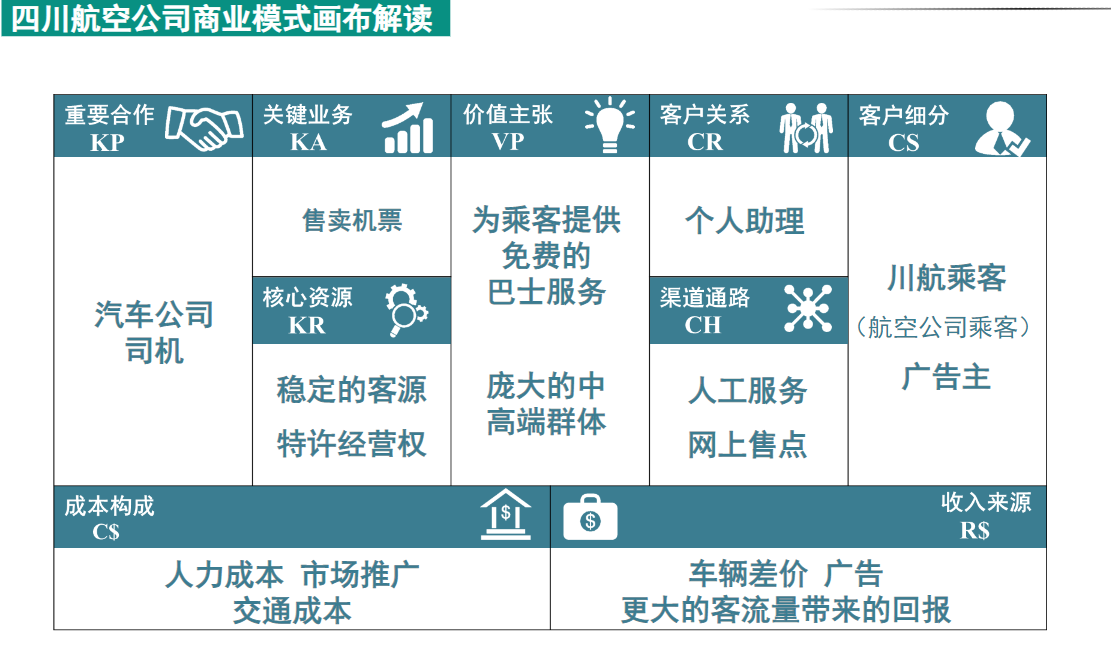 四川航空公司商业模式画布解读
重要合作
KP
汽车公司
司机
关键业务
KA
售卖机票
核心资源
KR
稳定的客源
特许经营权
价值主张
VP
为乘客提供
免费的
巴士服务
庞大的中
高端群体
客户关系
CR
个人助理
渠道通路
CH
人工服务
网上售点
客户细分
CS
川航乘客
（航空公司乘客）
广告主
成本构成
C$
$
人力成本 市场推广
交通成本
$
收入来源
R$
车辆差价 广告
更大的客流量带来的回报